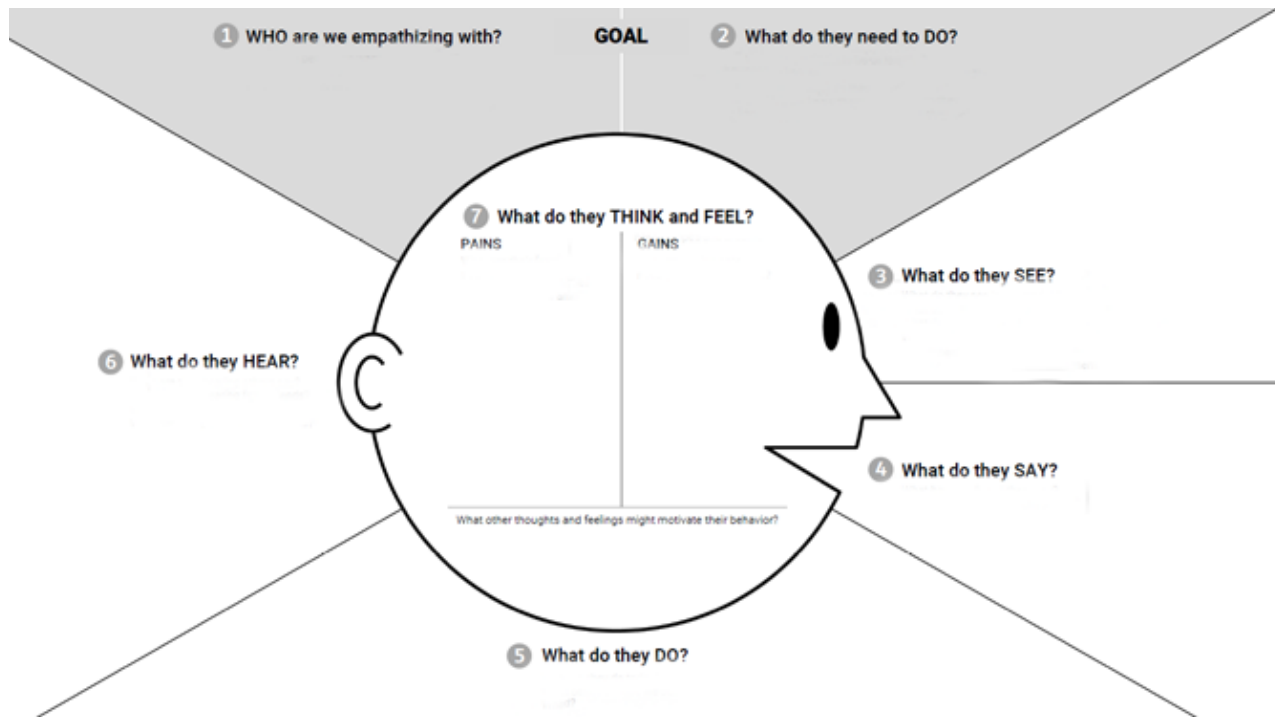 1 WHO are we empathizing with?
GOAL
2 What do they need to DO?
7 What do they THINK and FEEL?
PAINS
GAINS
3 What do they SEE?
6 What do they HEAR?
4 What do they SAY?
What other thoughts and feelings might motivate their behavior?
5 What do they DO?